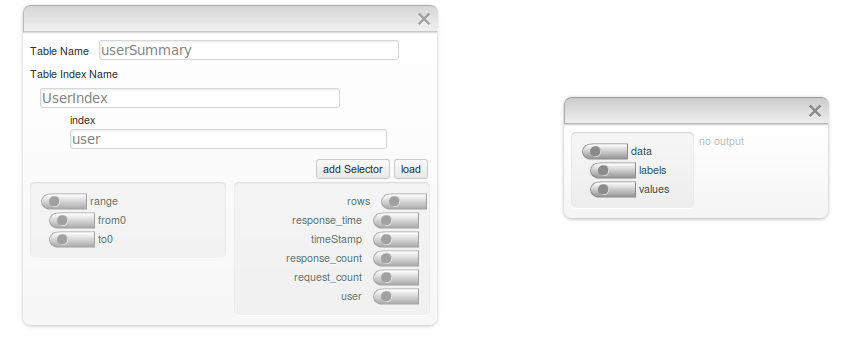 Table Name userSummary
Table Index Name
UserIndex
index
user
add Selector load
range
from0
to0
rows
response_time
timeStamp
response_count
request_count
user
data
labels
values
no output